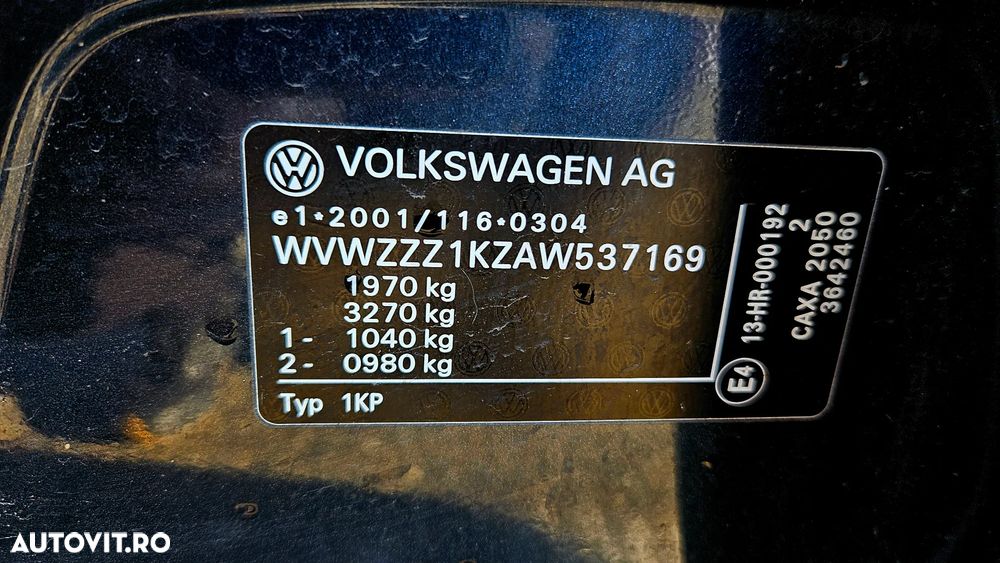 VOLKSWAGEN AG
e1*2001/116*0304
WVWZZZ1KZAW537169
1970 kg
3270 kg
1- 1040 kg
2- 0980 kg
Typ 1KP
E4 13-HR-000192
2
CAXA 2050
3642460
AUTOVIT.RO